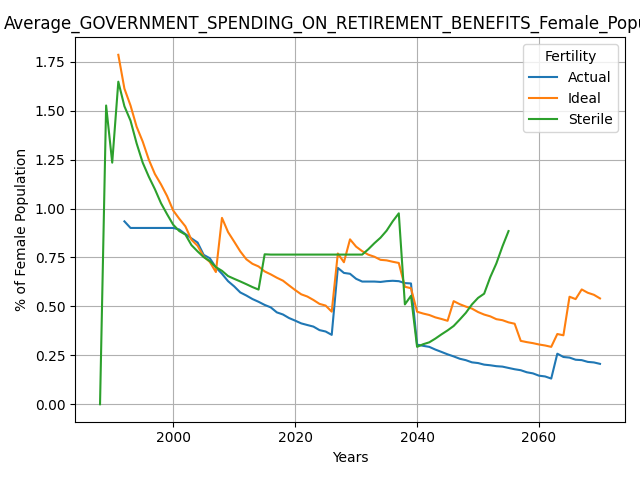 Average_GOVERNMENT_SPENDING_ON_RETIREMENT_BENEFITS_Female_Popu
Fertility
Actual
Ideal
Sterile
% of Female Population
1.75
1.50
1.25
1.00
0.75
0.50
0.25
0.00
2000 2020 2040 2060
Years